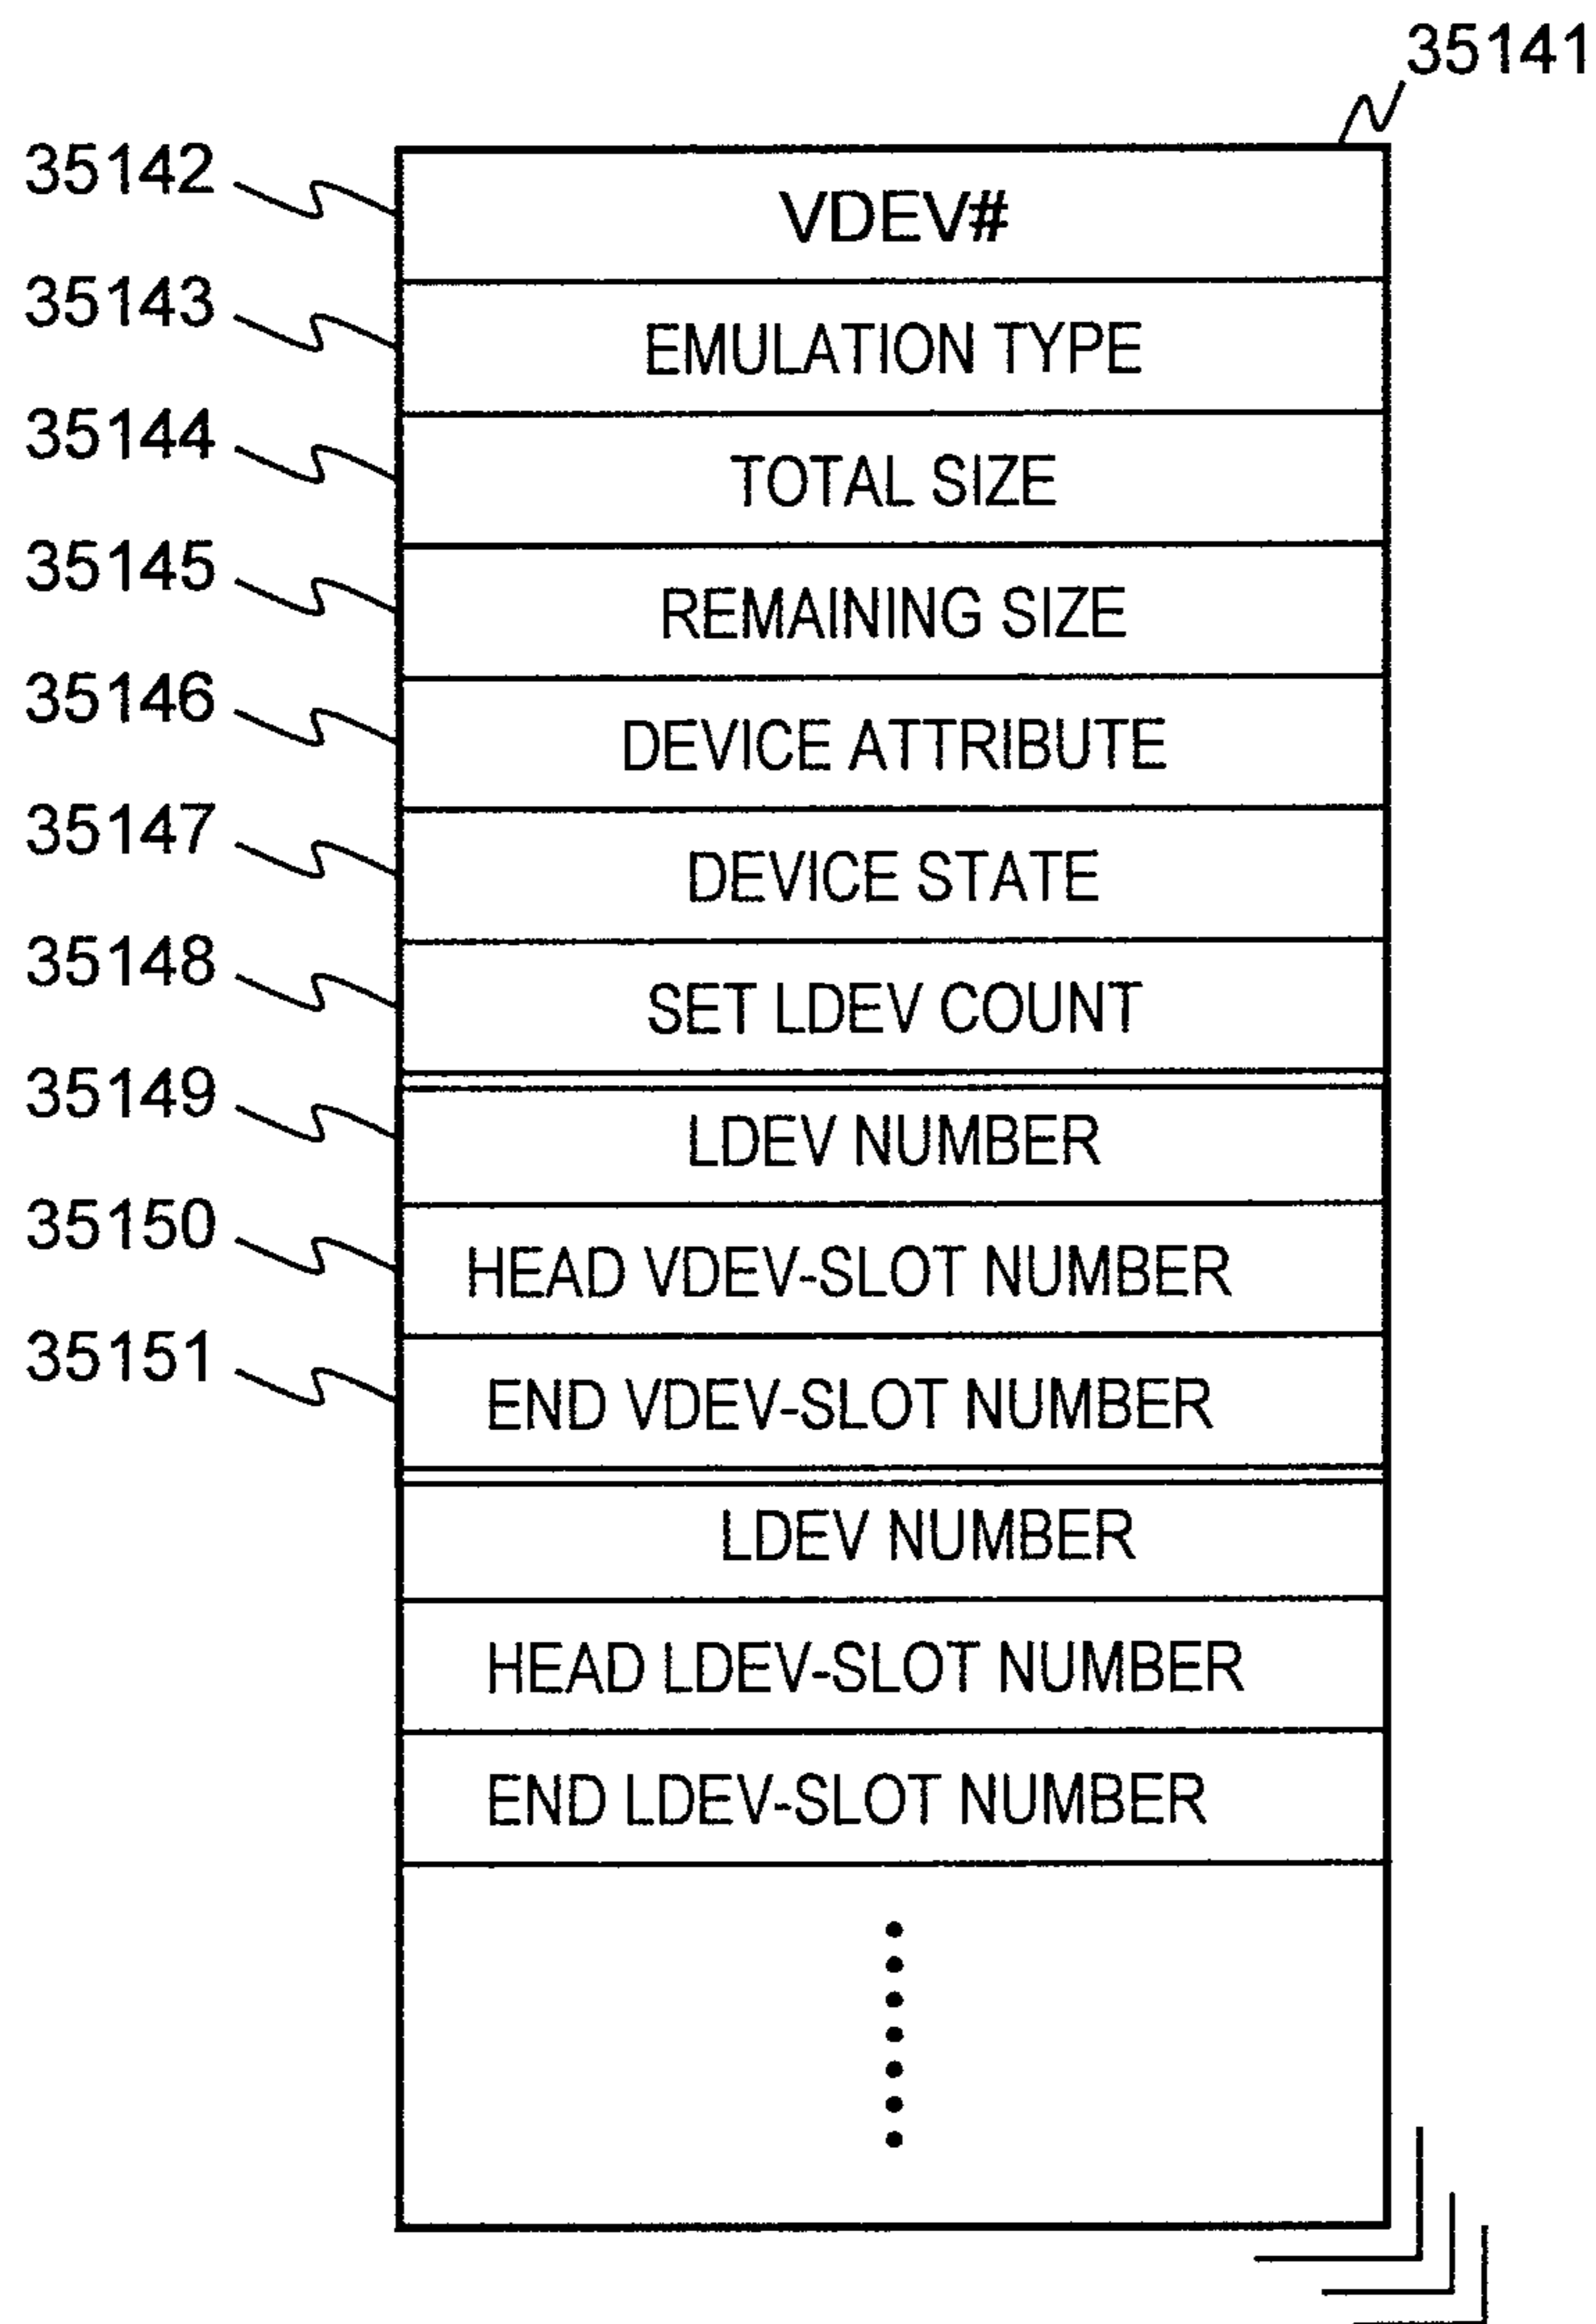 35141
35142
VDEV#
35143
EMULATION TYPE
35144
TOTAL SIZE
35145
REMAINING SIZE
35146
DEVICE ATTRIBUTE
35147
DEVICE STATE
35148
SET LDEV COUNT
35149
LDEV NUMBER
35150
HEAD VDEV-SLOT NUMBER
35151
END VDEV-SLOT NUMBER
LDEV NUMBER
HEAD LDEV-SLOT NUMBER
END LDEV-SLOT NUMBER